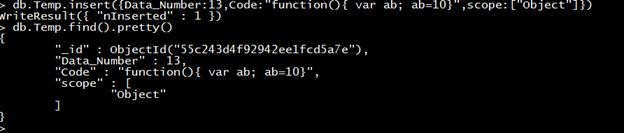 > db.Temp.insert({Data_Number:13,Code:"function(){ var ab; ab=10}",scope:["Object"]})
WriteResult({ "nInserted" : 1 })
> db.Temp.find().pretty()
{
        "_id" : ObjectId("55c243d4f92942ee1fcd5a7e"),
        "Data_Number" : 13,
        "Code" : "function(){ var ab; ab=10}",
        "scope" : [
                "Object"
        ]
}
>